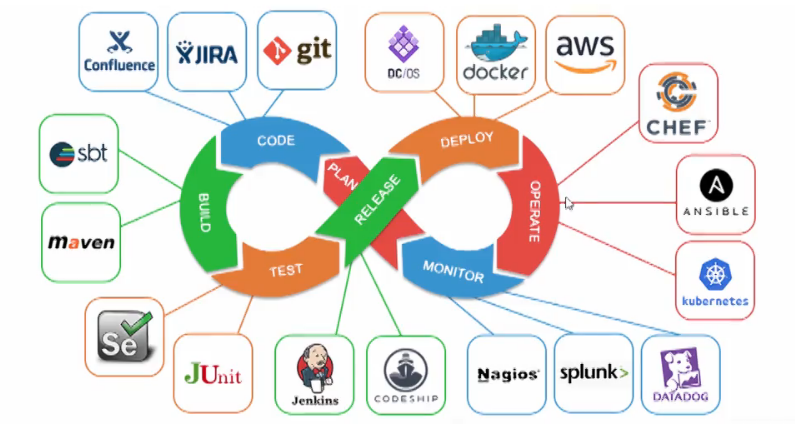 Confluence
JIRA
git
DC/OS
docker
aws
CHEF
sbt
CODE
DEPLOY
PLAN
RELEASE
BUILD
OPERATE
ANSIBLE
maven
TEST
MONITOR
kubernetes
Se
JUnit
Jenkins
CODESHIP
Nagios®
splunk>
DATADOG